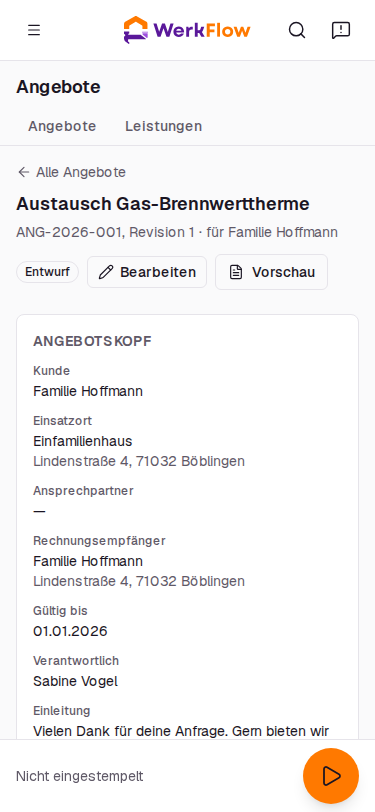 WerkFlow
Angebote
Angebote Leistungen
Alle Angebote
Austausch Gas-Brennwerttherme
ANG-2026-001, Revision 1 · für Familie Hoffmann
Entwurf Bearbeiten Vorschau
ANGEBOTSKOPF
Kunde
Familie Hoffmann
Einsatzort
Einfamilienhaus
Lindenstraße 4, 71032 Böblingen
Ansprechpartner
—
Rechnungsempfänger
Familie Hoffmann
Lindenstraße 4, 71032 Böblingen
Gültig bis
01.01.2026
Verantwortlich
Sabine Vogel
Einleitung
Vielen Dank für deine Anfrage. Gern bieten wir
Nicht eingestempelt